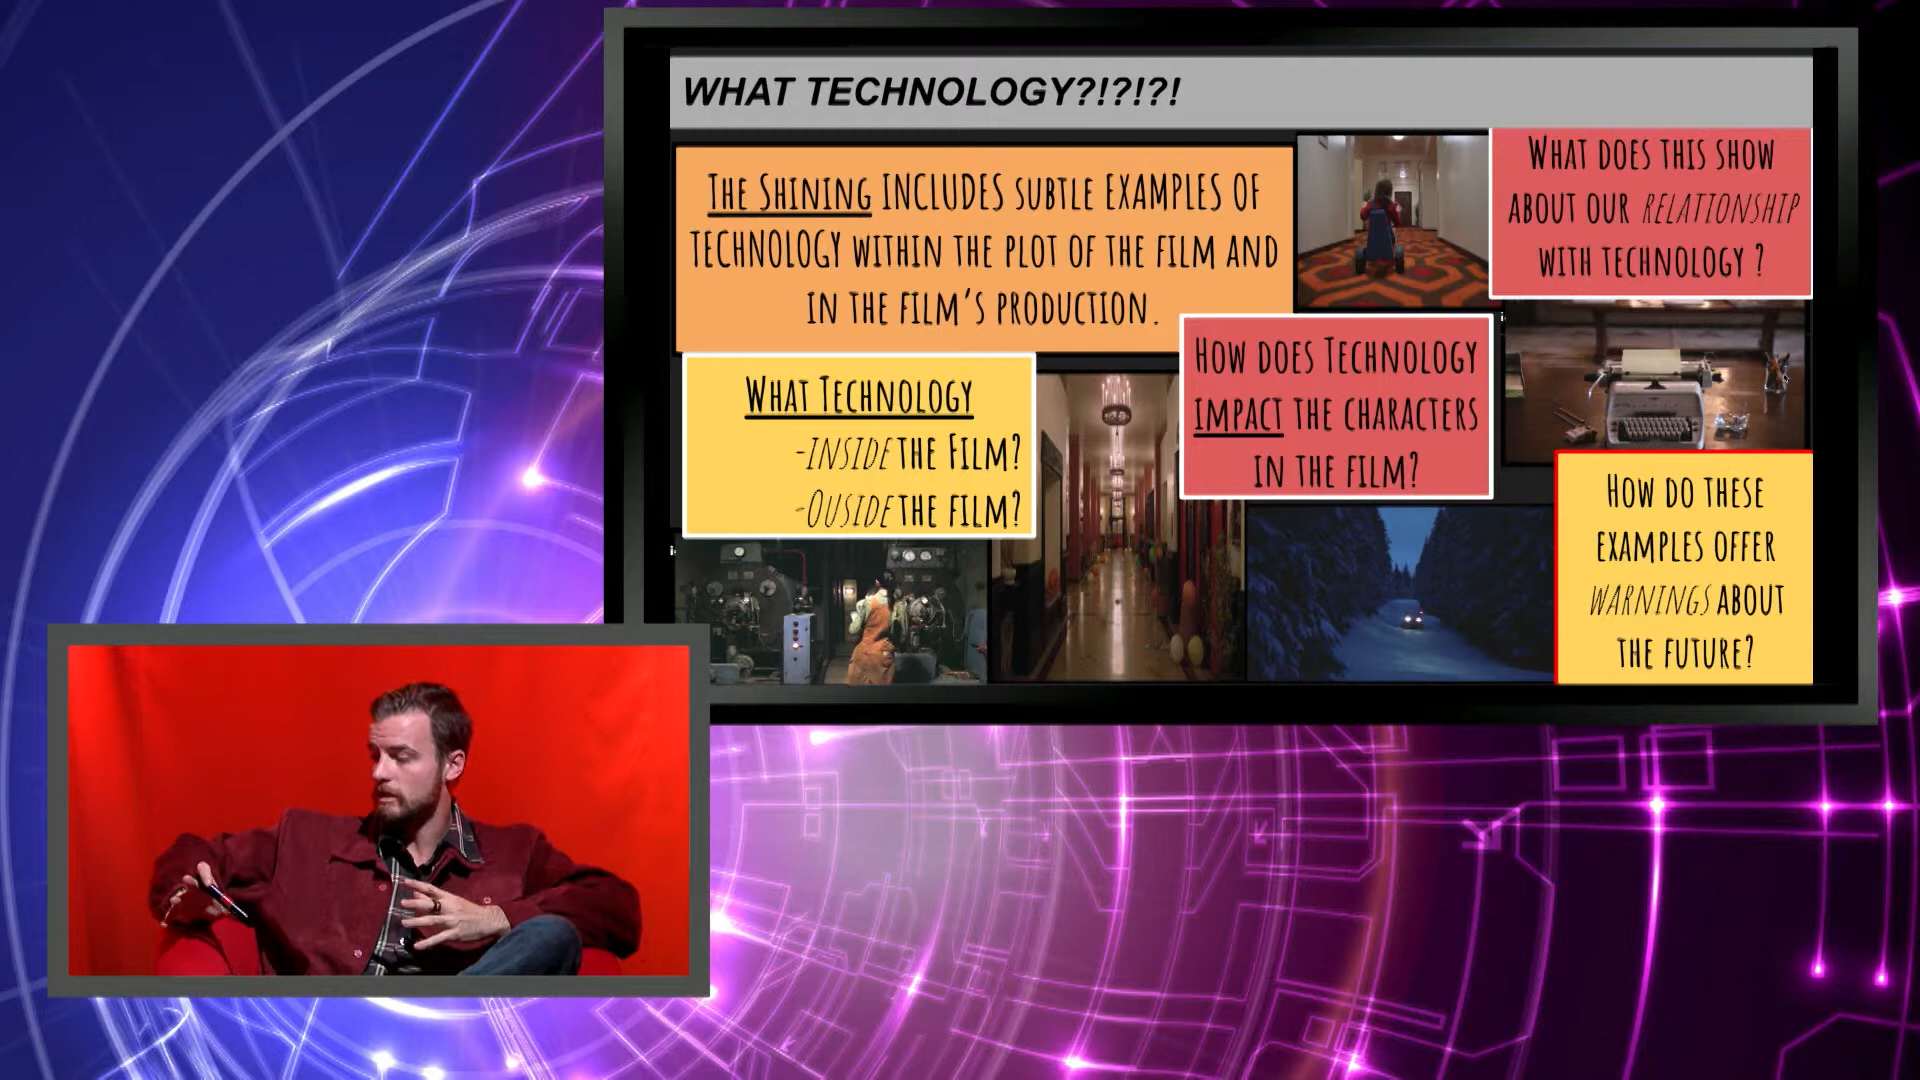 WHAT TECHNOLOGY?!?!?!
The Shining INCLUDES SUBTLE EXAMPLES OF
TECHNOLOGY WITHIN THE PLOT OF THE FILM AND
IN THE FILM'S PRODUCTION.
What Technology
-INSIDE THE FILM?
-OUSIDE THE FILM?
How does Technology
IMPACT THE CHARACTERS
IN THE FILM?
What does this show
ABOUT OUR RELATIONSHIP
WITH TECHNOLOGY ?
How do these
EXAMPLES OFFER
WARNINGS ABOUT
THE FUTURE?